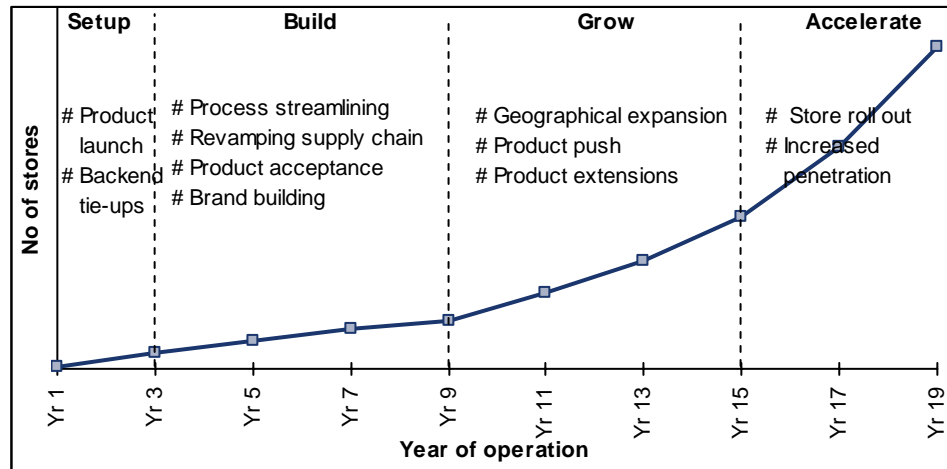 Setup
Build
Grow
Accelerate
# Product
launch
# Backend
tie-ups
# Process streamlining
# Revamping supply chain
# Product acceptance
# Brand building
# Geographical expansion
# Product push
# Product extensions
# Store roll out
# Increased
penetration
No of stores
Yr 1
Yr 3
Yr 5
Yr 7
Yr 9
Yr 11
Yr 13
Yr 15
Yr 17
Yr 19
Year of operation